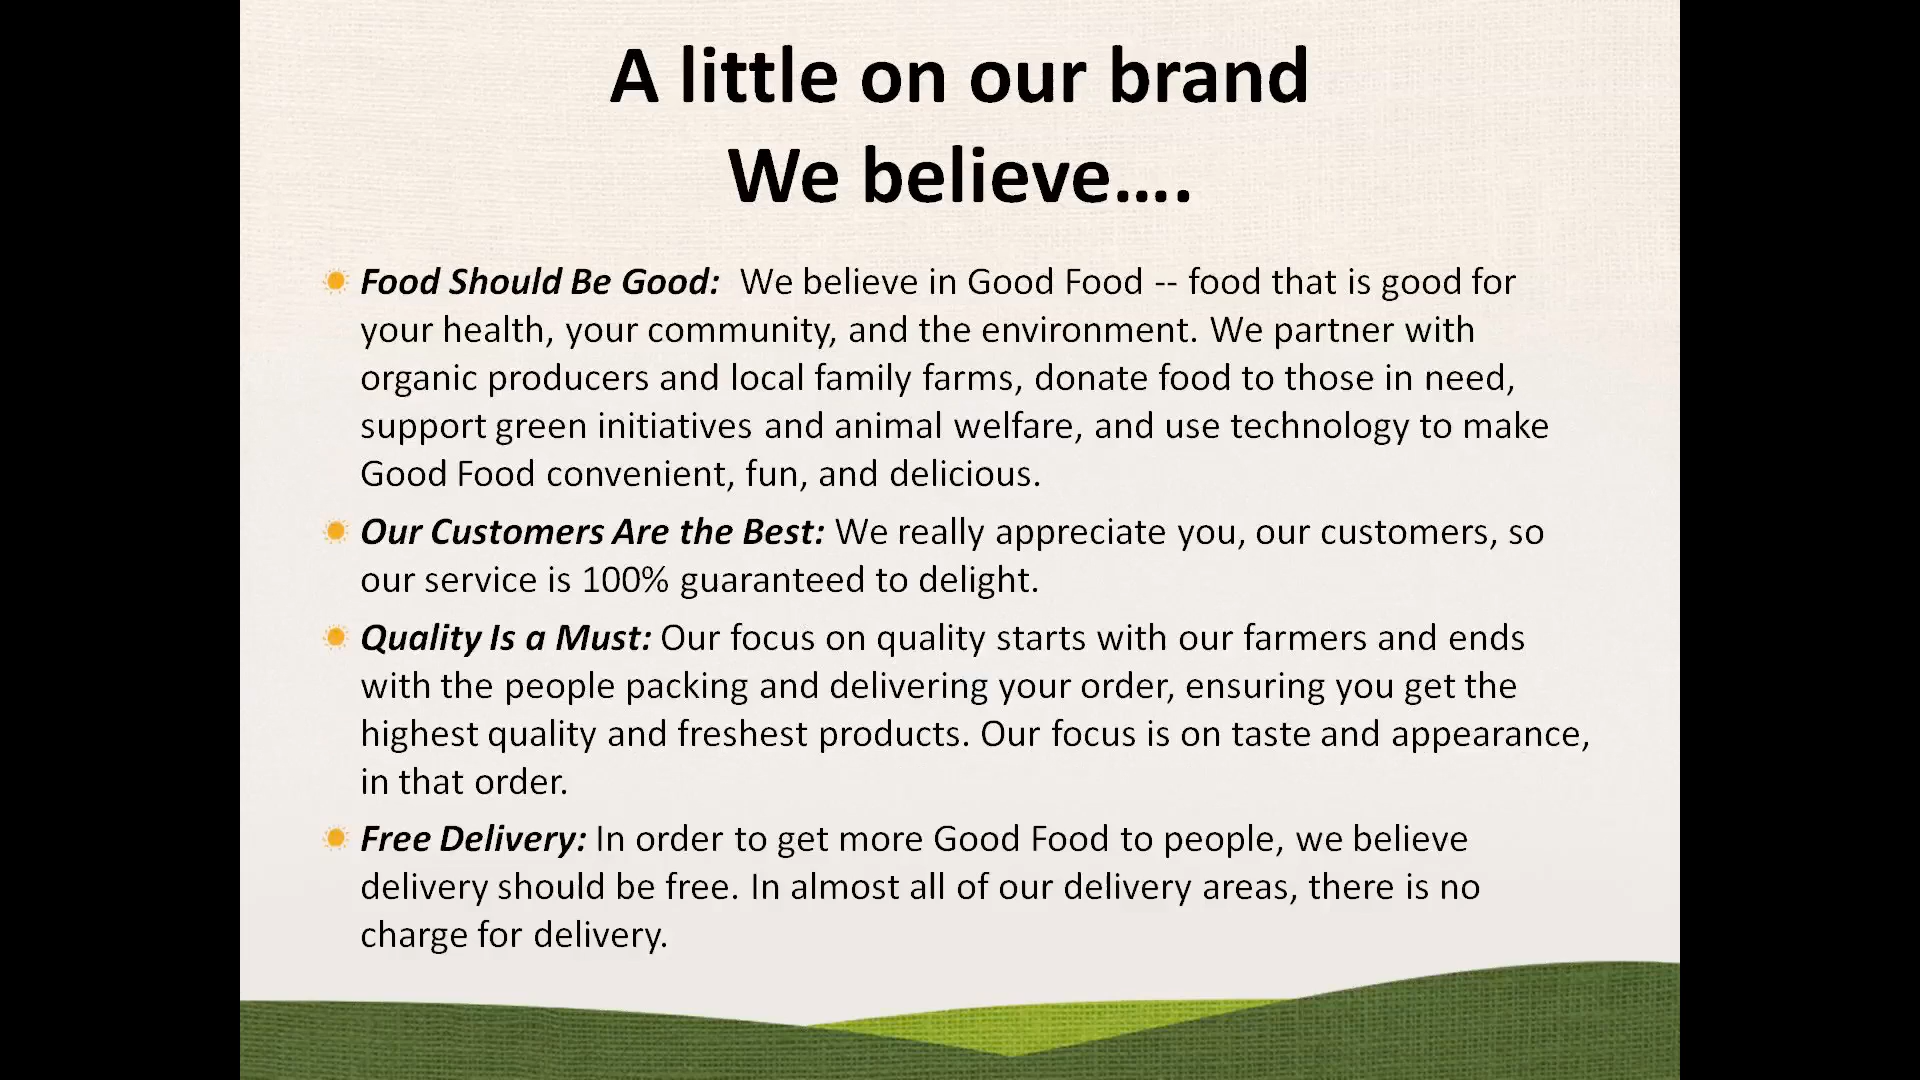 A little on our brand
We believe….
Food Should Be Good:  We believe in Good Food -- food that is good for
your health, your community, and the environment. We partner with
organic producers and local family farms, donate food to those in need,
support green initiatives and animal welfare, and use technology to make
Good Food convenient, fun, and delicious.
Our Customers Are the Best: We really appreciate you, our customers, so
our service is 100% guaranteed to delight.
Quality Is a Must: Our focus on quality starts with our farmers and ends
with the people packing and delivering your order, ensuring you get the
highest quality and freshest products. Our focus is on taste and appearance,
in that order.
Free Delivery: In order to get more Good Food to people, we believe
delivery should be free. In almost all of our delivery areas, there is no
charge for delivery.